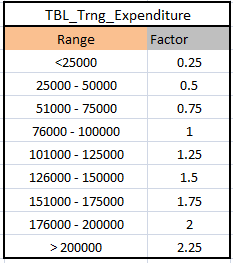 TBL_Trng_Expenditure
Range Factor
<25000 0.25
25000 - 50000 0.5
51000 - 75000 0.75
76000 - 100000 1
101000 - 125000 1.25
126000 - 150000 1.5
151000 - 175000 1.75
176000 - 200000 2
> 200000 2.25